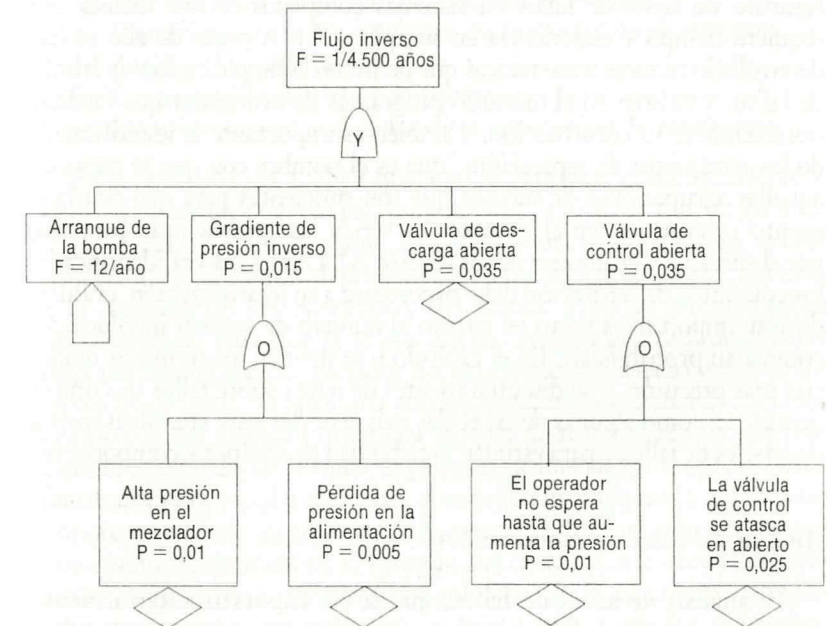 Flujo inverso
F = 1/4.500 años
Y
Arranque de
la bomba
F = 12/año
Gradiente de
presión inverso
P = 0,015
Válvula de des-
carga abierta
P = 0,035
Válvula de
control abierta
P = 0,035
O
O
Alta presión
en el
mezclador
P = 0,01
Pérdida de
presión en la
alimentación
P = 0,005
El operador
no espera
hasta que au-
menta la presión
P = 0,01
La válvula
de control
se atasca
en abierto
P = 0,025